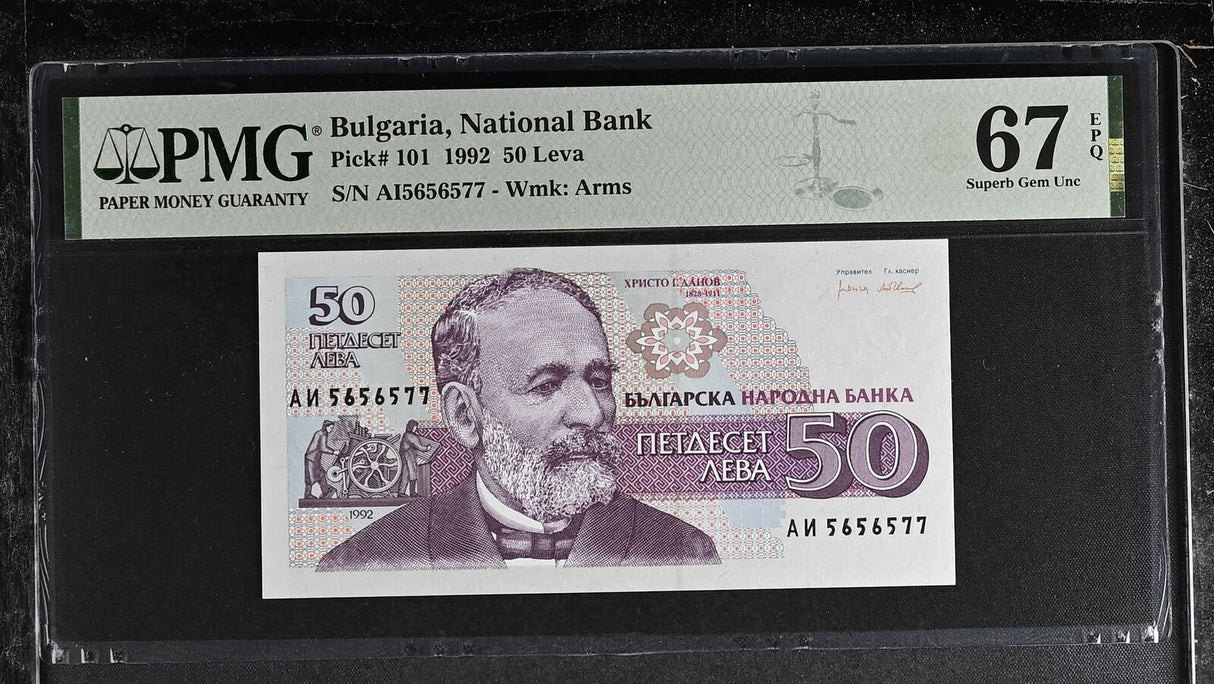 PMG®
PAPER MONEY GUARANTY
Bulgaria, National Bank
Pick# 101 1992 50 Leva
S/N AI5656577 - Wmk: Arms
67
EPQ
Superb Gem Unc
50
ПЕТДЕСЕТ
ЛЕВА
АИ 5656577
1992
ХРИСТО Г. ДАНОВ
1828-1911
Управител Гл. касиер
БЪЛГАРСКА НАРОДНА БАНКА
ПЕТДЕСЕТ
ЛЕВА
50
АИ 5656577